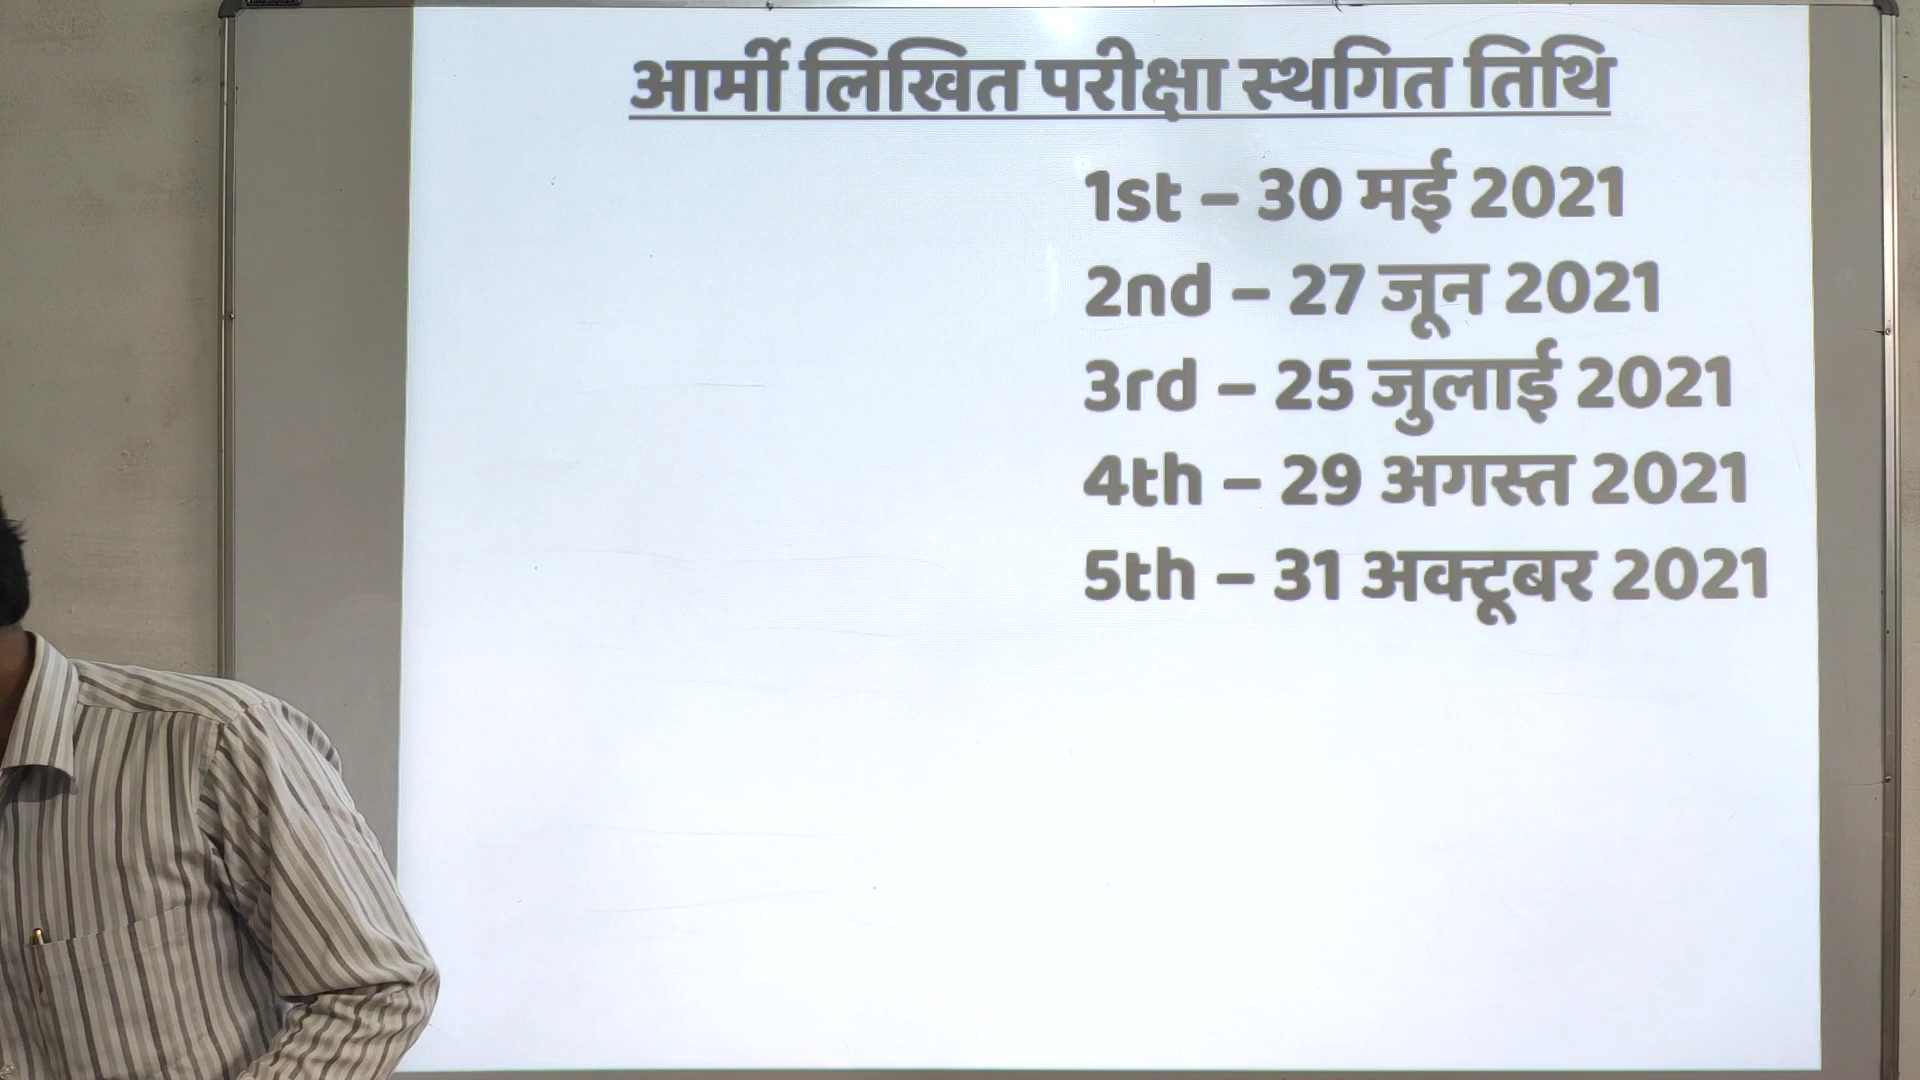 आर्मी लिखित परीक्षा स्थगित तिथि
1st – 30 मई 2021
2nd – 27 जून 2021
3rd – 25 जुलाई 2021
4th – 29 अगस्त 2021
5th – 31 अक्टूबर 2021